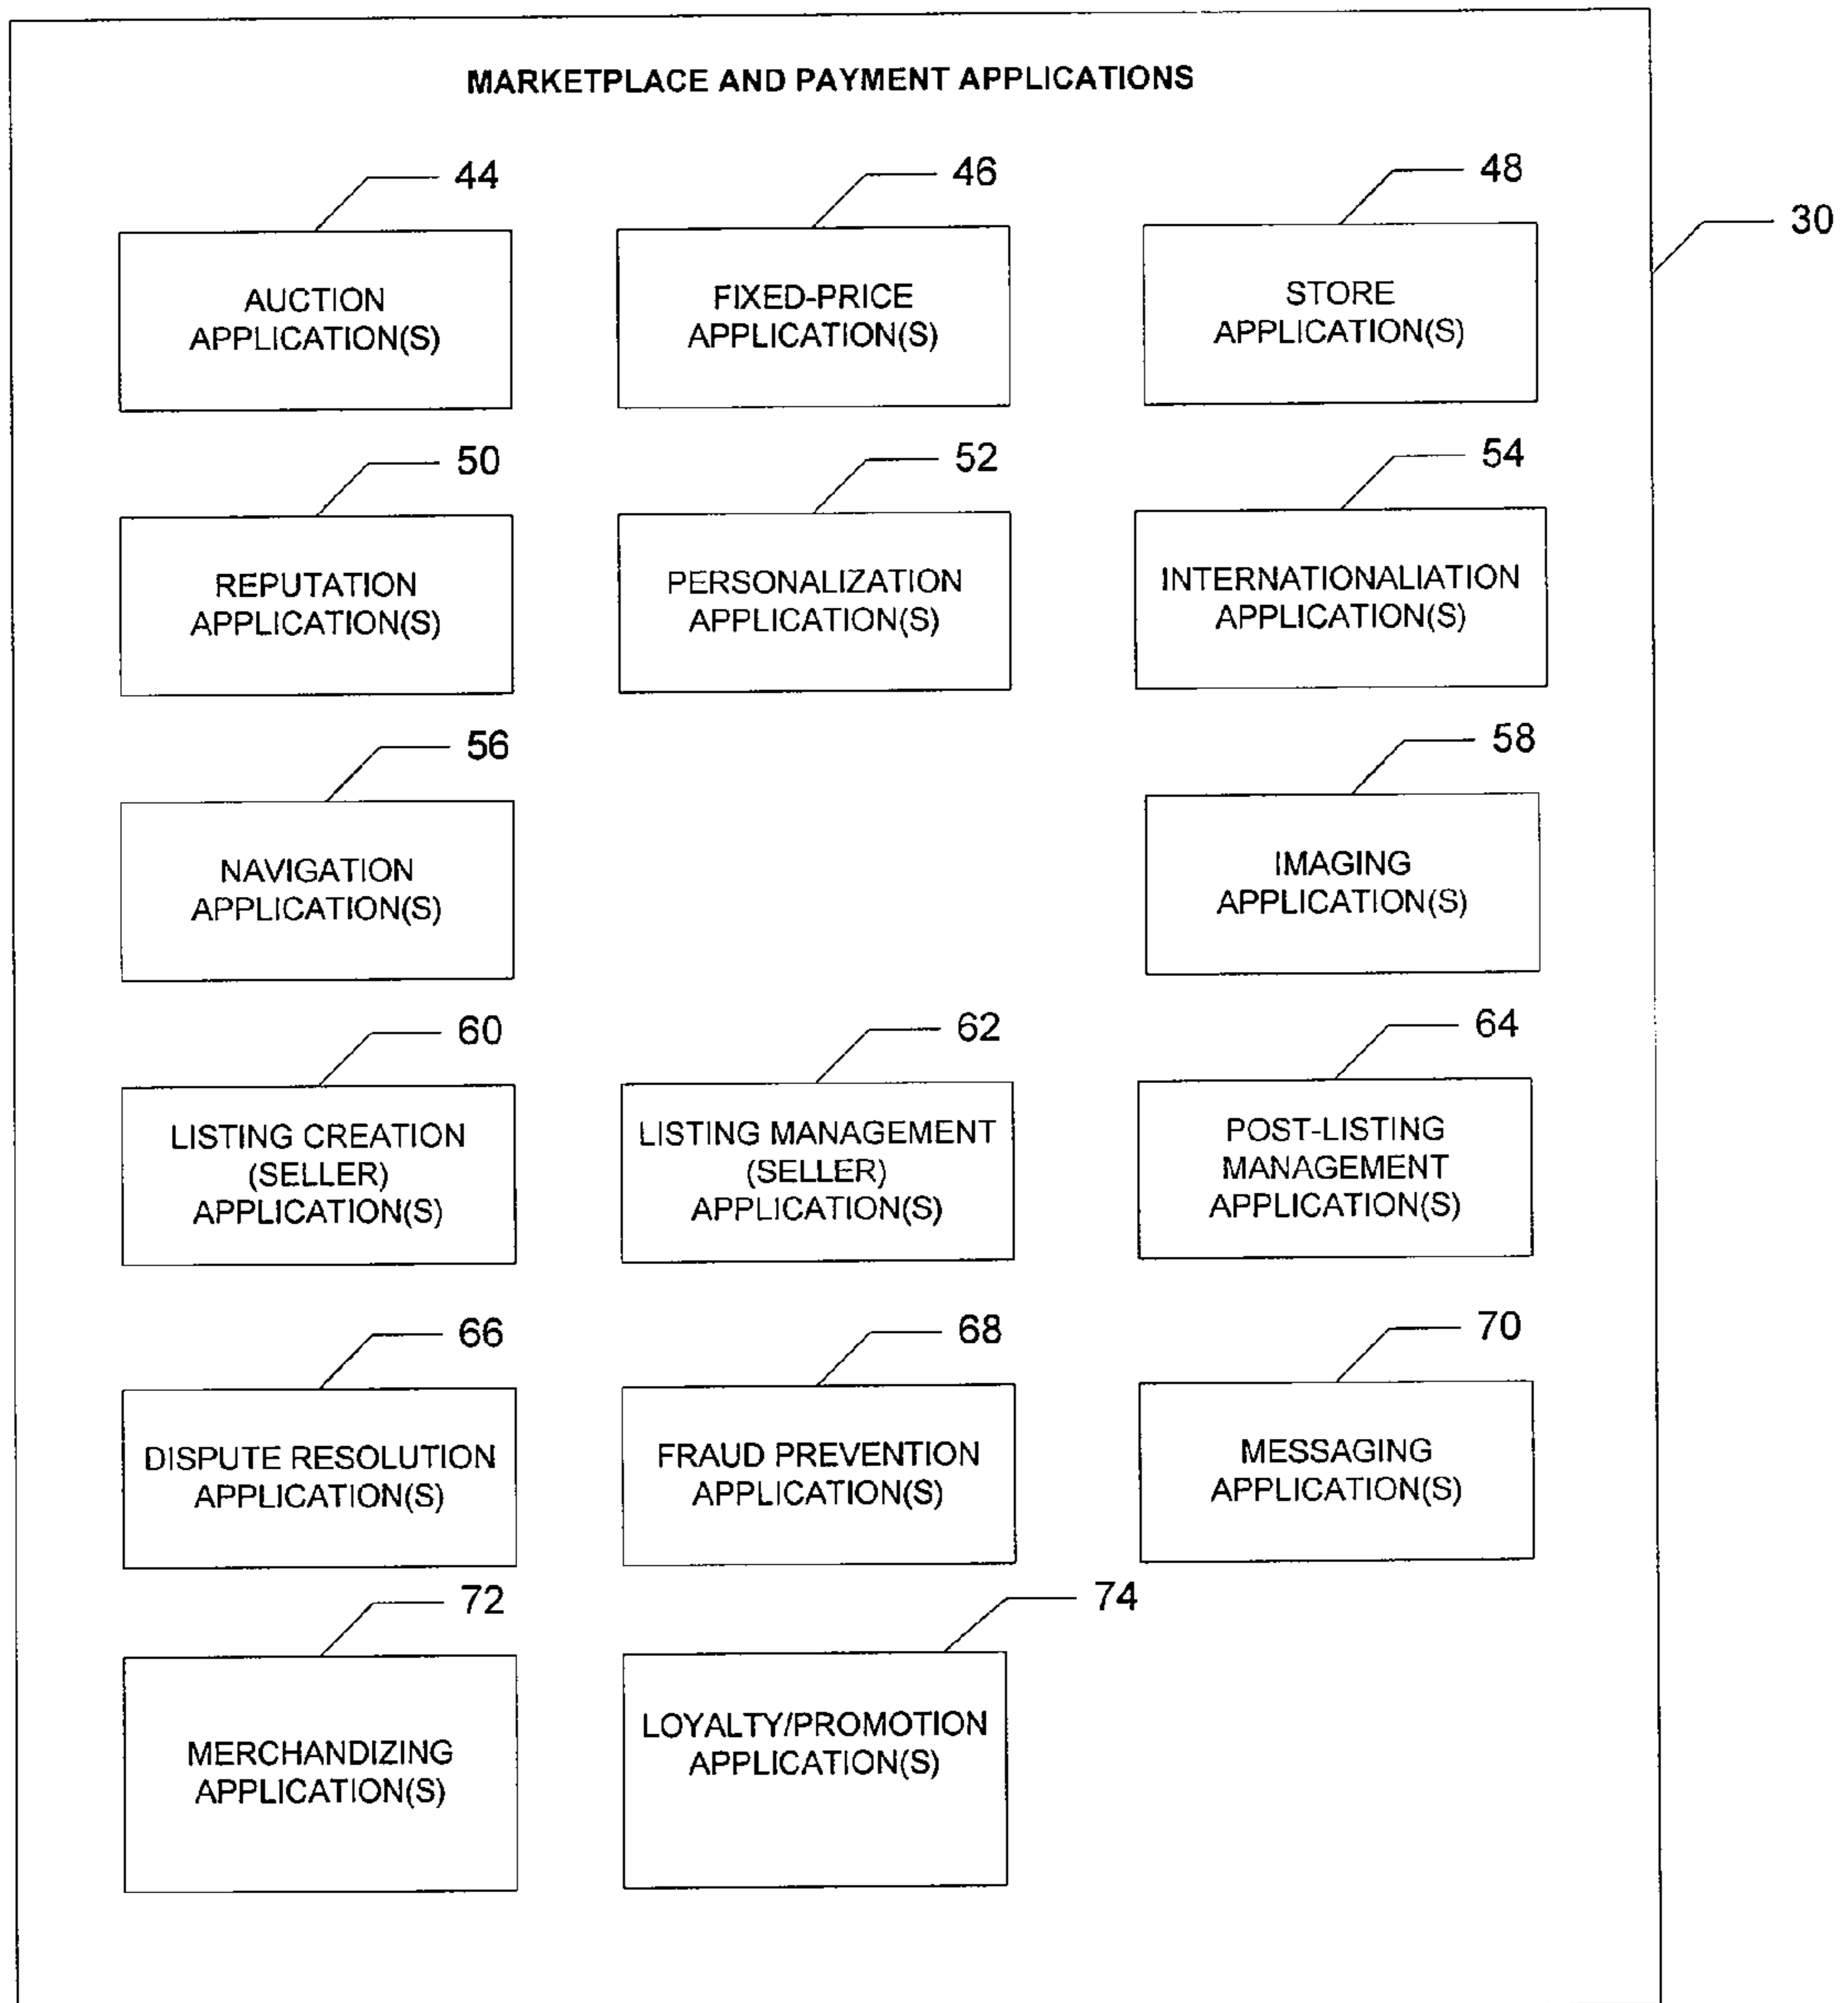 MARKETPLACE AND PAYMENT APPLICATIONS
44
46
48
30
AUCTION
APPLICATION(S)
FIXED-PRICE
APPLICATION(S)
STORE
APPLICATION(S)
50
52
54
REPUTATION
APPLICATION(S)
PERSONALIZATION
APPLICATION(S)
INTERNATIONALIATION
APPLICATION(S)
56
58
NAVIGATION
APPLICATION(S)
IMAGING
APPLICATION(S)
60
62
64
LISTING CREATION
(SELLER)
APPLICATION(S)
LISTING MANAGEMENT
(SELLER)
APPLICATION(S)
POST-LISTING
MANAGEMENT
APPLICATION(S)
66
68
70
DISPUTE RESOLUTION
APPLICATION(S)
FRAUD PREVENTION
APPLICATION(S)
MESSAGING
APPLICATION(S)
72
74
MERCHANDIZING
APPLICATION(S)
LOYALTY/PROMOTION
APPLICATION(S)